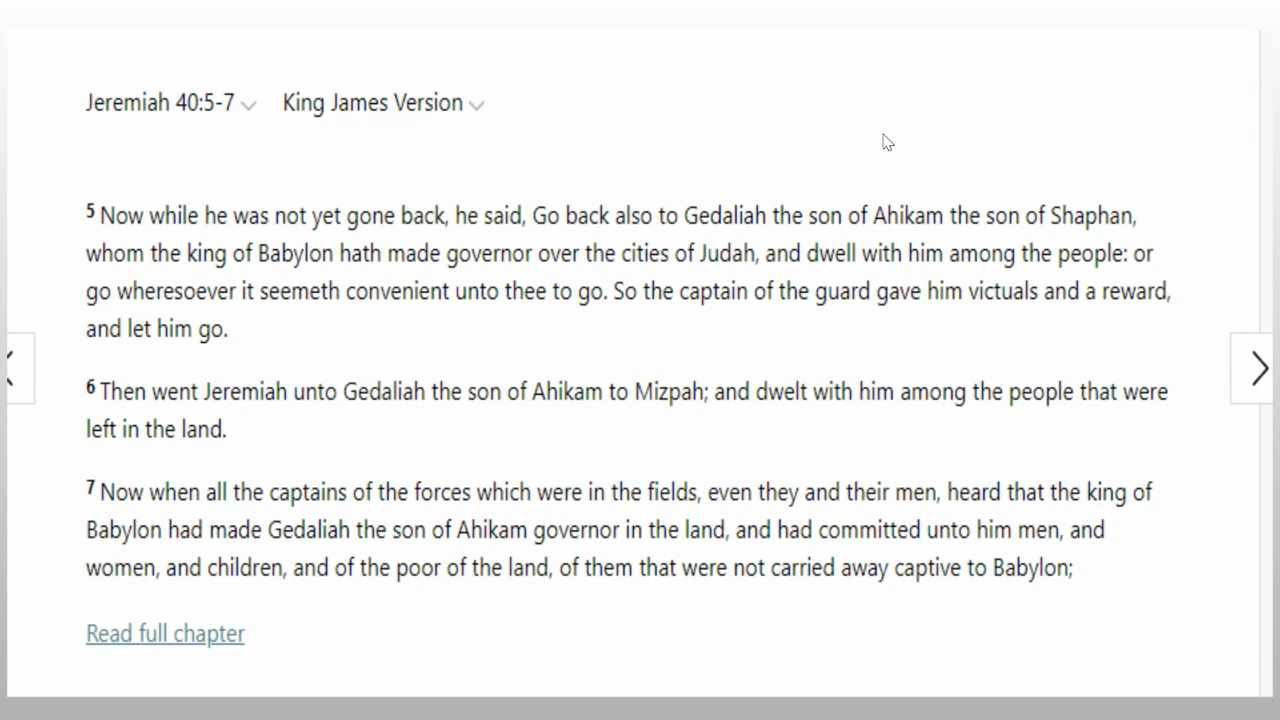 Jeremiah 40:5-7 King James Version
5 Now while he was not yet gone back, he said, Go back also to Gedaliah the son of Ahikam the son of Shaphan,
whom the king of Babylon hath made governor over the cities of Judah, and dwell with him among the people: or
go wheresoever it seemeth convenient unto thee to go. So the captain of the guard gave him victuals and a reward,
and let him go.
6 Then went Jeremiah unto Gedaliah the son of Ahikam to Mizpah; and dwelt with him among the people that were
left in the land.
7 Now when all the captains of the forces which were in the fields, even they and their men, heard that the king of
Babylon had made Gedaliah the son of Ahikam governor in the land, and had committed unto him men, and
women, and children, and of the poor of the land, of them that were not carried away captive to Babylon;
Read full chapter